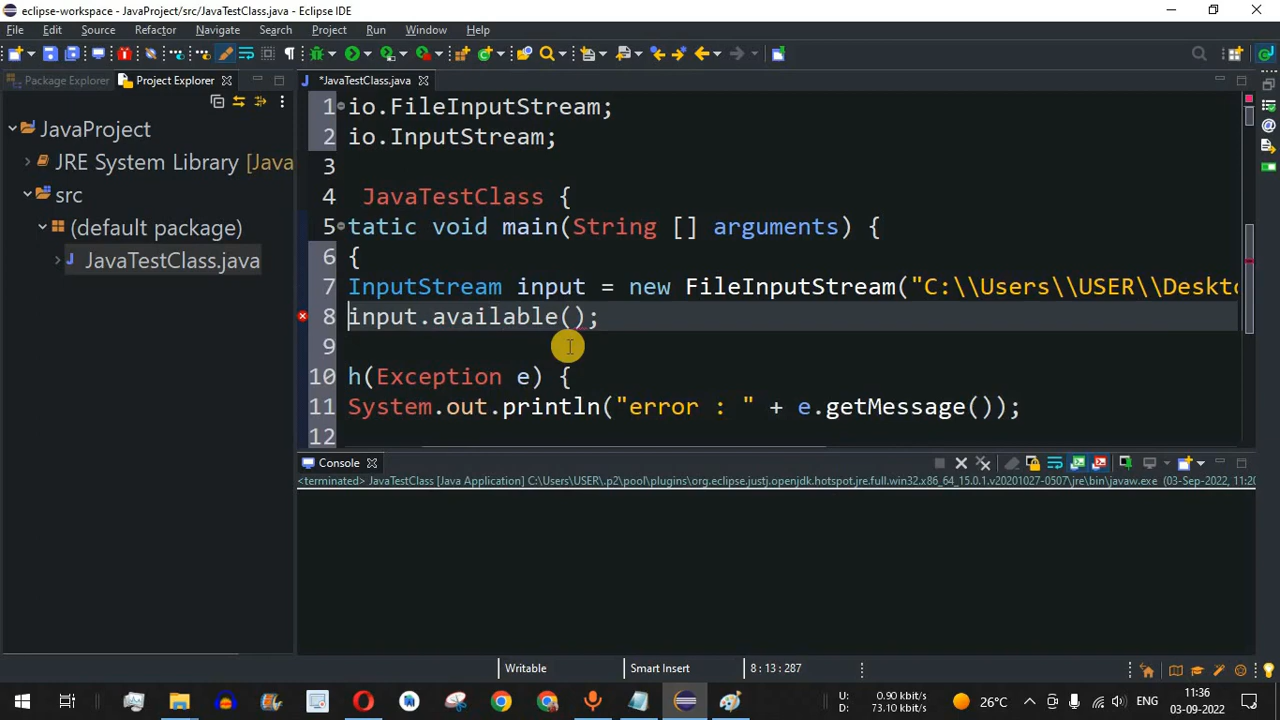 eclipse-workspace - JavaProject/src/JavaTestClass.java - Eclipse IDE
File Edit Source Refactor Navigate Search Project Run Window Help
Package Explorer Project Explorer
JavaProject
JRE System Library [Java
src
(default package)
JavaTestClass.java
*JavaTestClass.java
1 io.FileInputStream;
2 io.InputStream;
3
4 JavaTestClass {
5 tatic void main(String [] arguments) {
6 {
7 InputStream input = new FileInputStream("C:\\Users\\USER\\Deskto
8 input.available();
9
10 h(Exception e) {
11 System.out.println("error : " + e.getMessage());
12
Console
<terminated> JavaTestClass [Java Application] C:\Users\USER\.p2\pool\plugins\org.eclipse.justj.openjdk.hotspot.jre.full.win32.x86_64_15.0.1.v20201027-0507\jre\bin\javaw.exe (03-Sep-2022, 11:20
Writable Smart Insert 8 : 13 : 287
U: 0.90 kbit/s
D: 73.10 kbit/s
26°C
ENG
11:36
03-09-2022